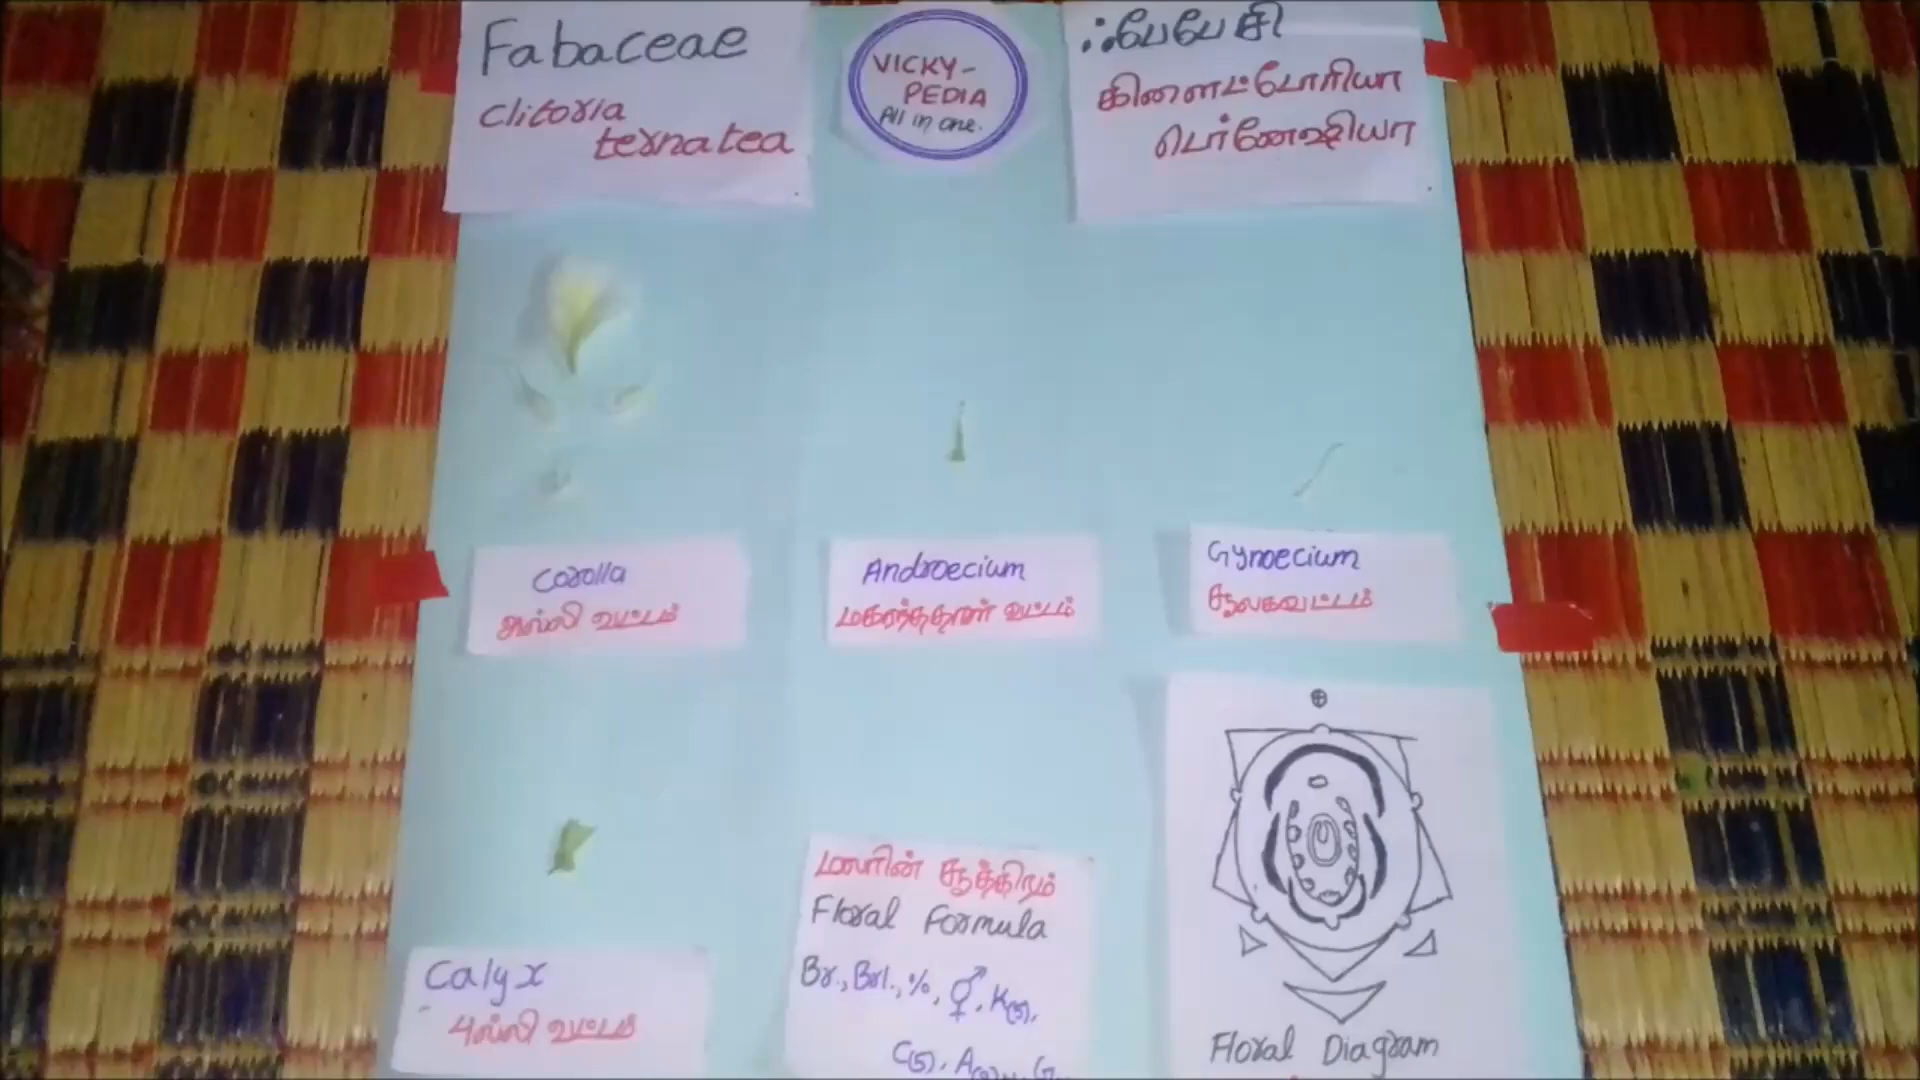 Fabaceae
Clitoria
ternatea
VICKY-
PEDIA
All in one.
ஃபேபேசி
கிளைட்டோரியா
டெர்னேஷியா
Corolla
அல்லி வட்டம்
Androecium
மகரந்ததாள் வட்டம்
Gynoecium
சூலகவட்டம்
Calyx
புல்லி வட்டம்
மலரின் சூத்திரம்
Floral Formula
Br., Brl., %, ⚥, K(5),
C(5),
Floral Diagram